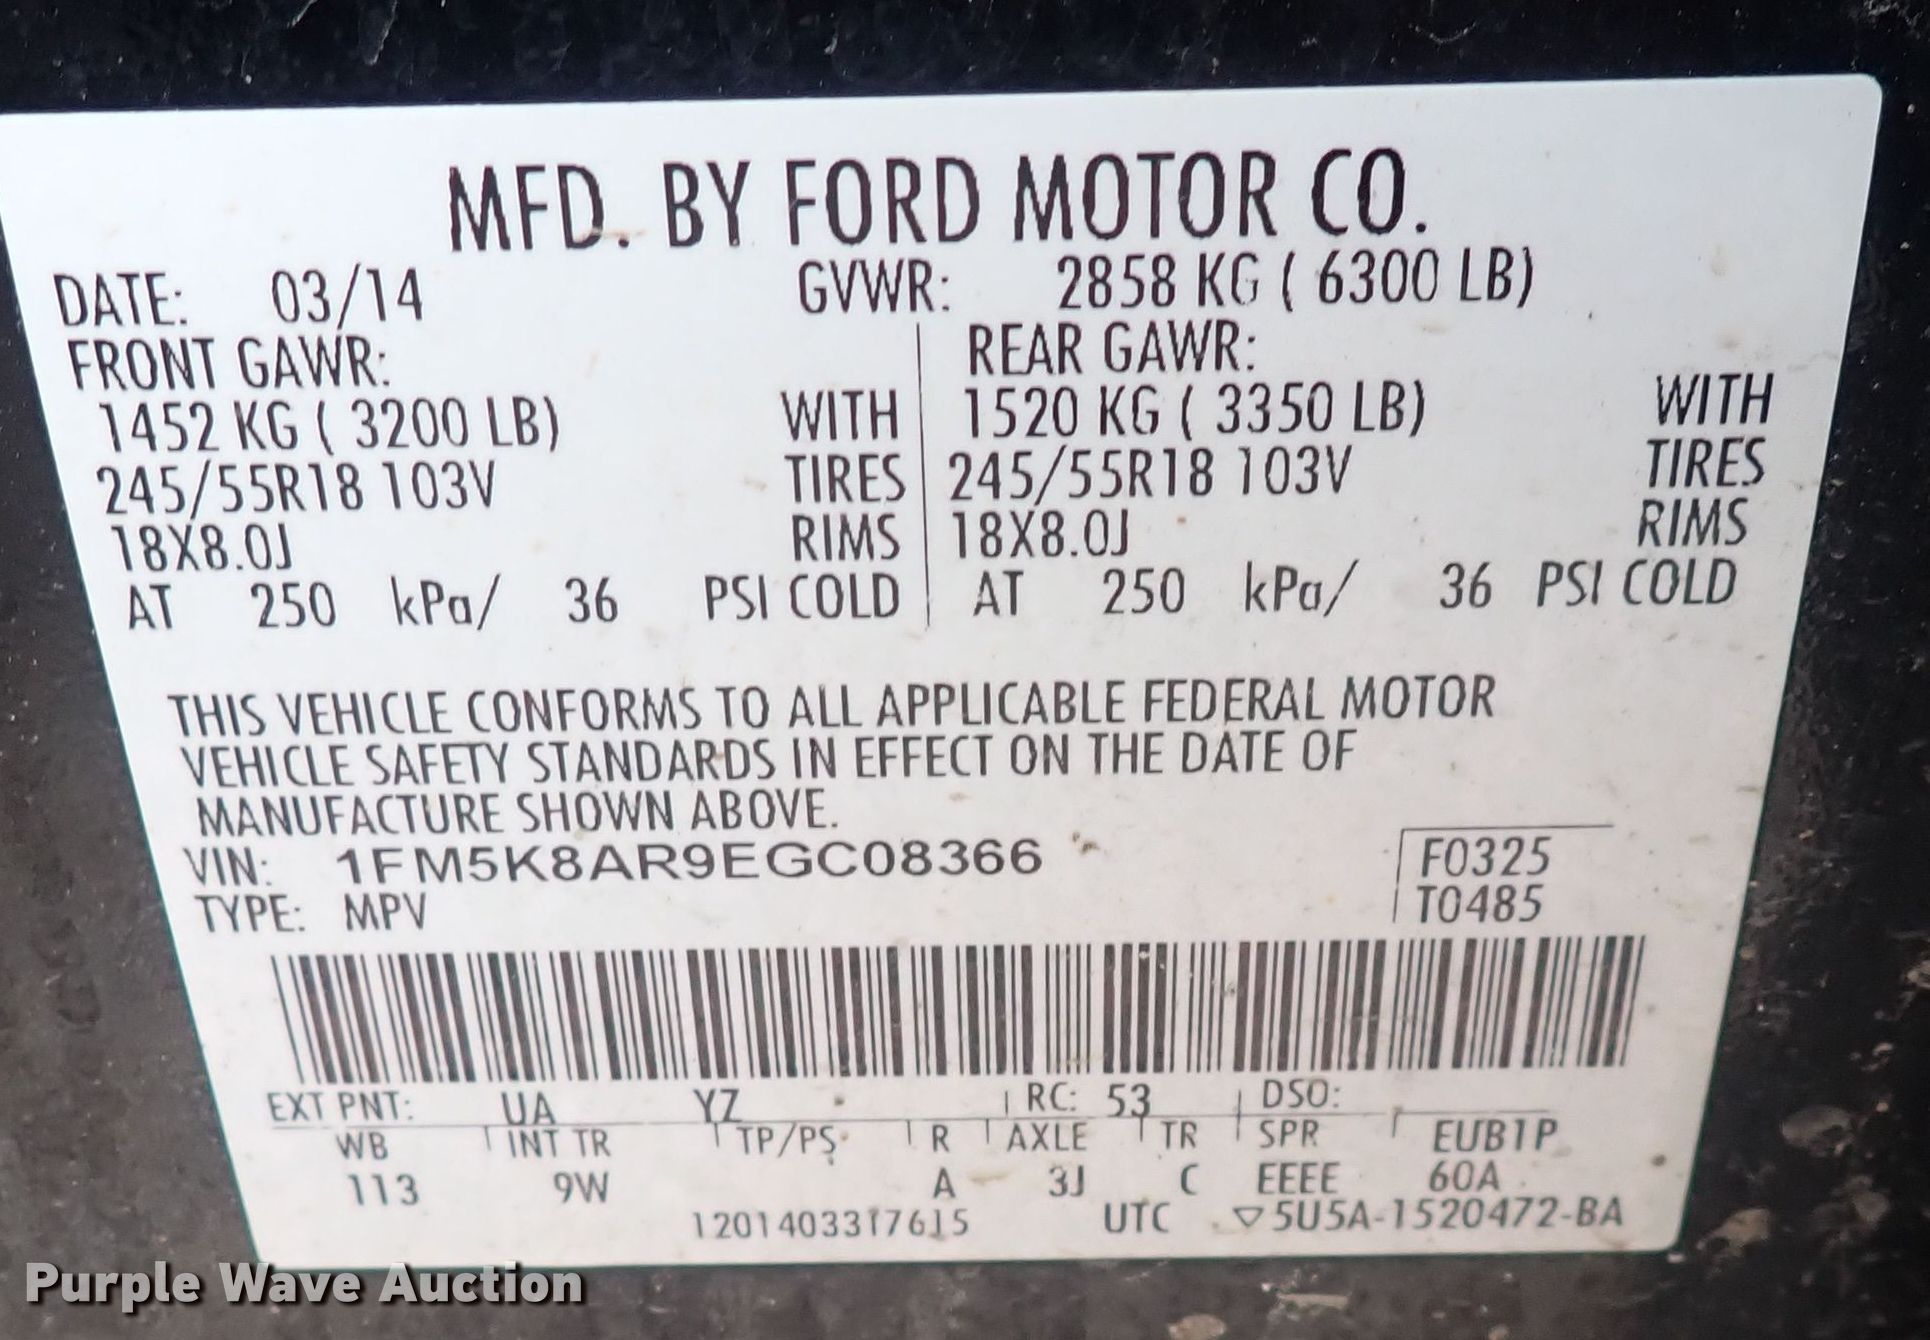 MFD. BY FORD MOTOR CO.
DATE: 03/14 GVWR: 2858 KG ( 6300 LB)
FRONT GAWR: REAR GAWR:
1452 KG ( 3200 LB) WITH 1520 KG ( 3350 LB) WITH
245/55R18 103V TIRES 245/55R18 103V TIRES
18X8.0J RIMS 18X8.0J RIMS
AT 250 kPa/ 36 PSI COLD AT 250 kPa/ 36 PSI COLD
THIS VEHICLE CONFORMS TO ALL APPLICABLE FEDERAL MOTOR
VEHICLE SAFETY STANDARDS IN EFFECT ON THE DATE OF
MANUFACTURE SHOWN ABOVE.
VIN: 1FM5K8AR9EGC08366 F0325
TYPE: MPV T0485
EXT PNT: UA YZ RC: 53 DSO:
WB INT TR TP/PS R AXLE TR SPR EUB1P
113 9W A 3J C EEEE 60A
1201403317615 UTC ▽5U5A-1520472-BA
Purple Wave Auction